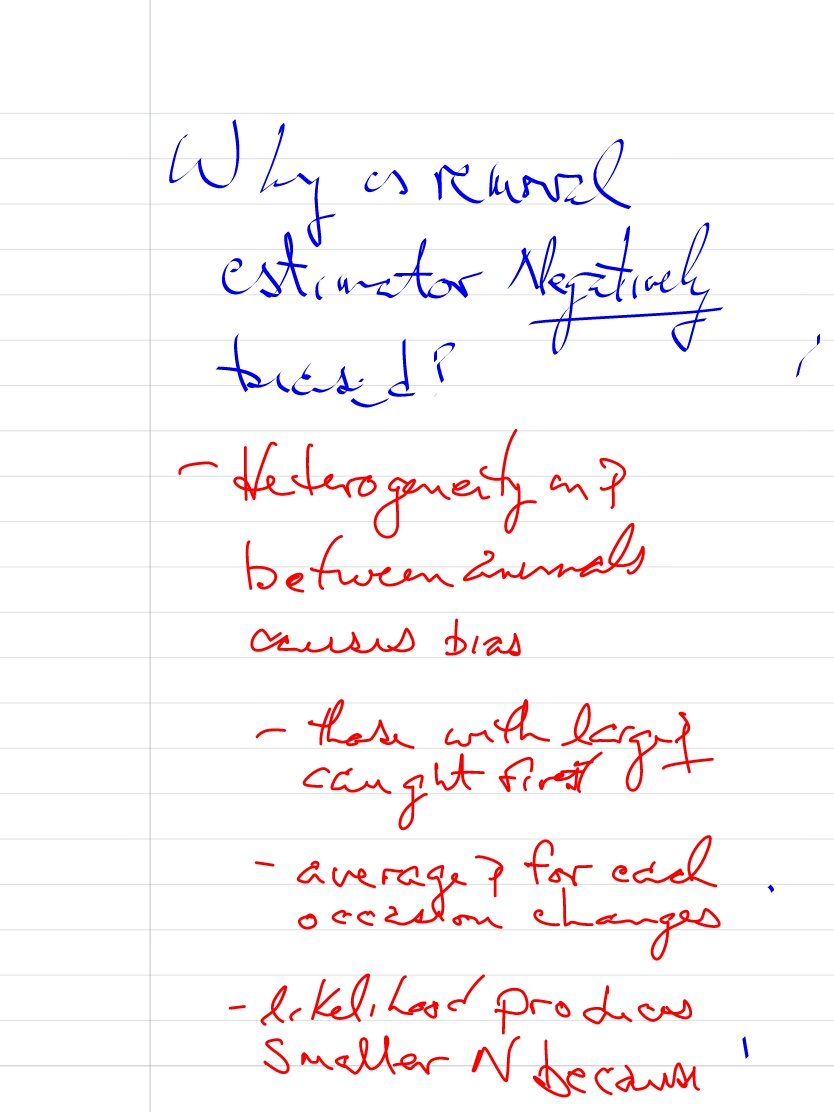 Why is removal
estimator Negatively
biased?
- Heterogeneity in p
between animals
causes bias
- those with large p
caught first
- average p for each
occasion changes
- likelihood produces
smaller N because